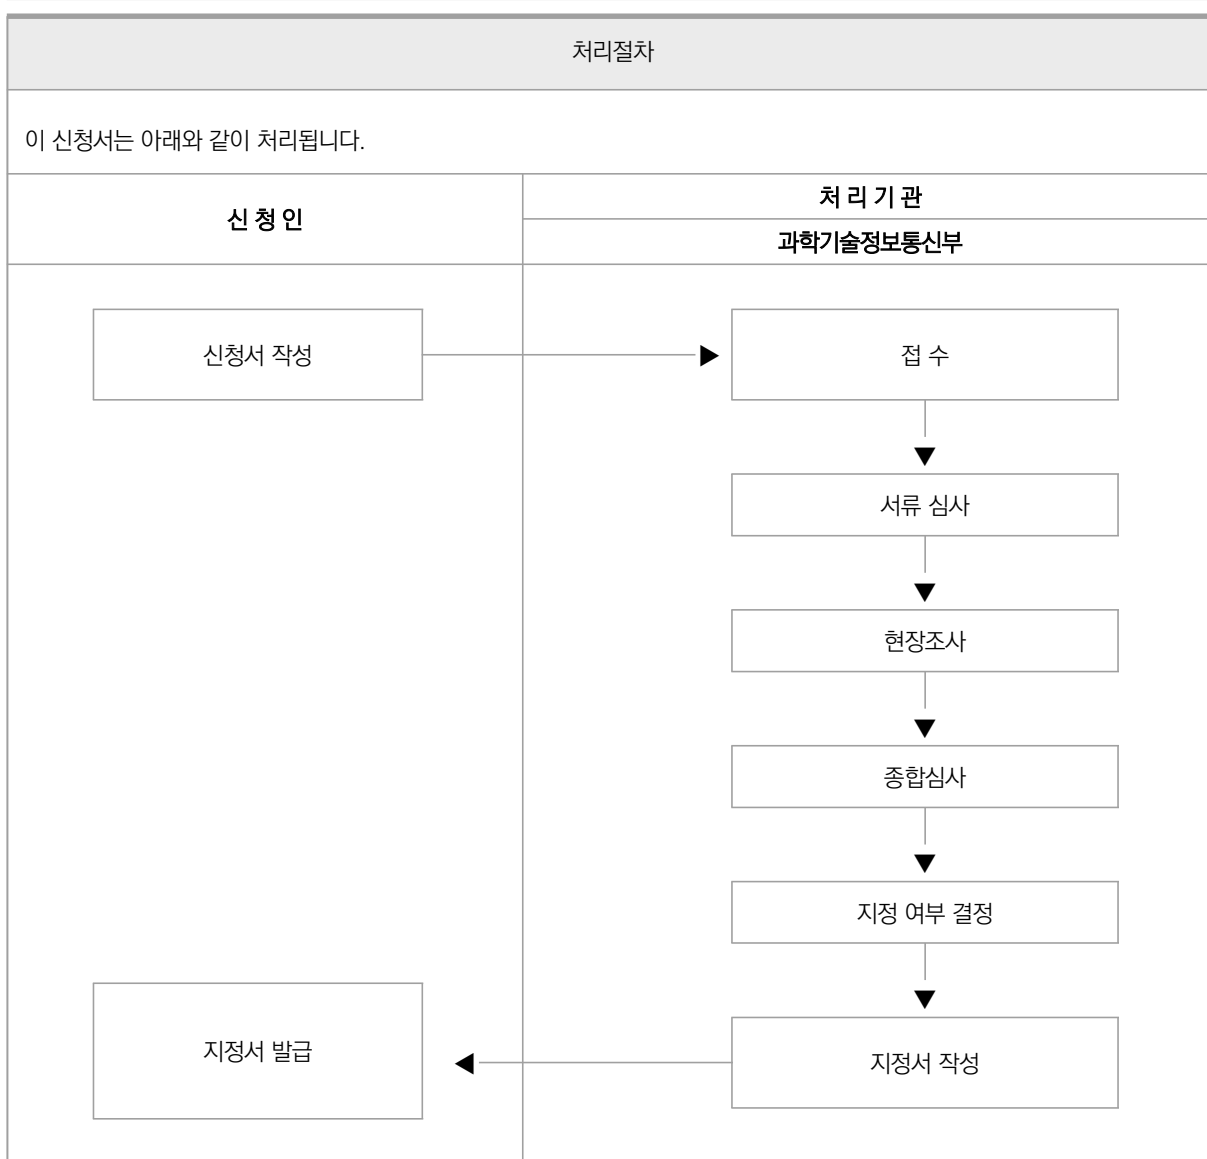 처리절차
이 신청서는 아래와 같이 처리됩니다.
신 청 인
처 리 기 관
과학기술정보통신부
신청서 작성
접 수
서류 심사
현장조사
종합심사
지정 여부 결정
지정서 발급
지정서 작성